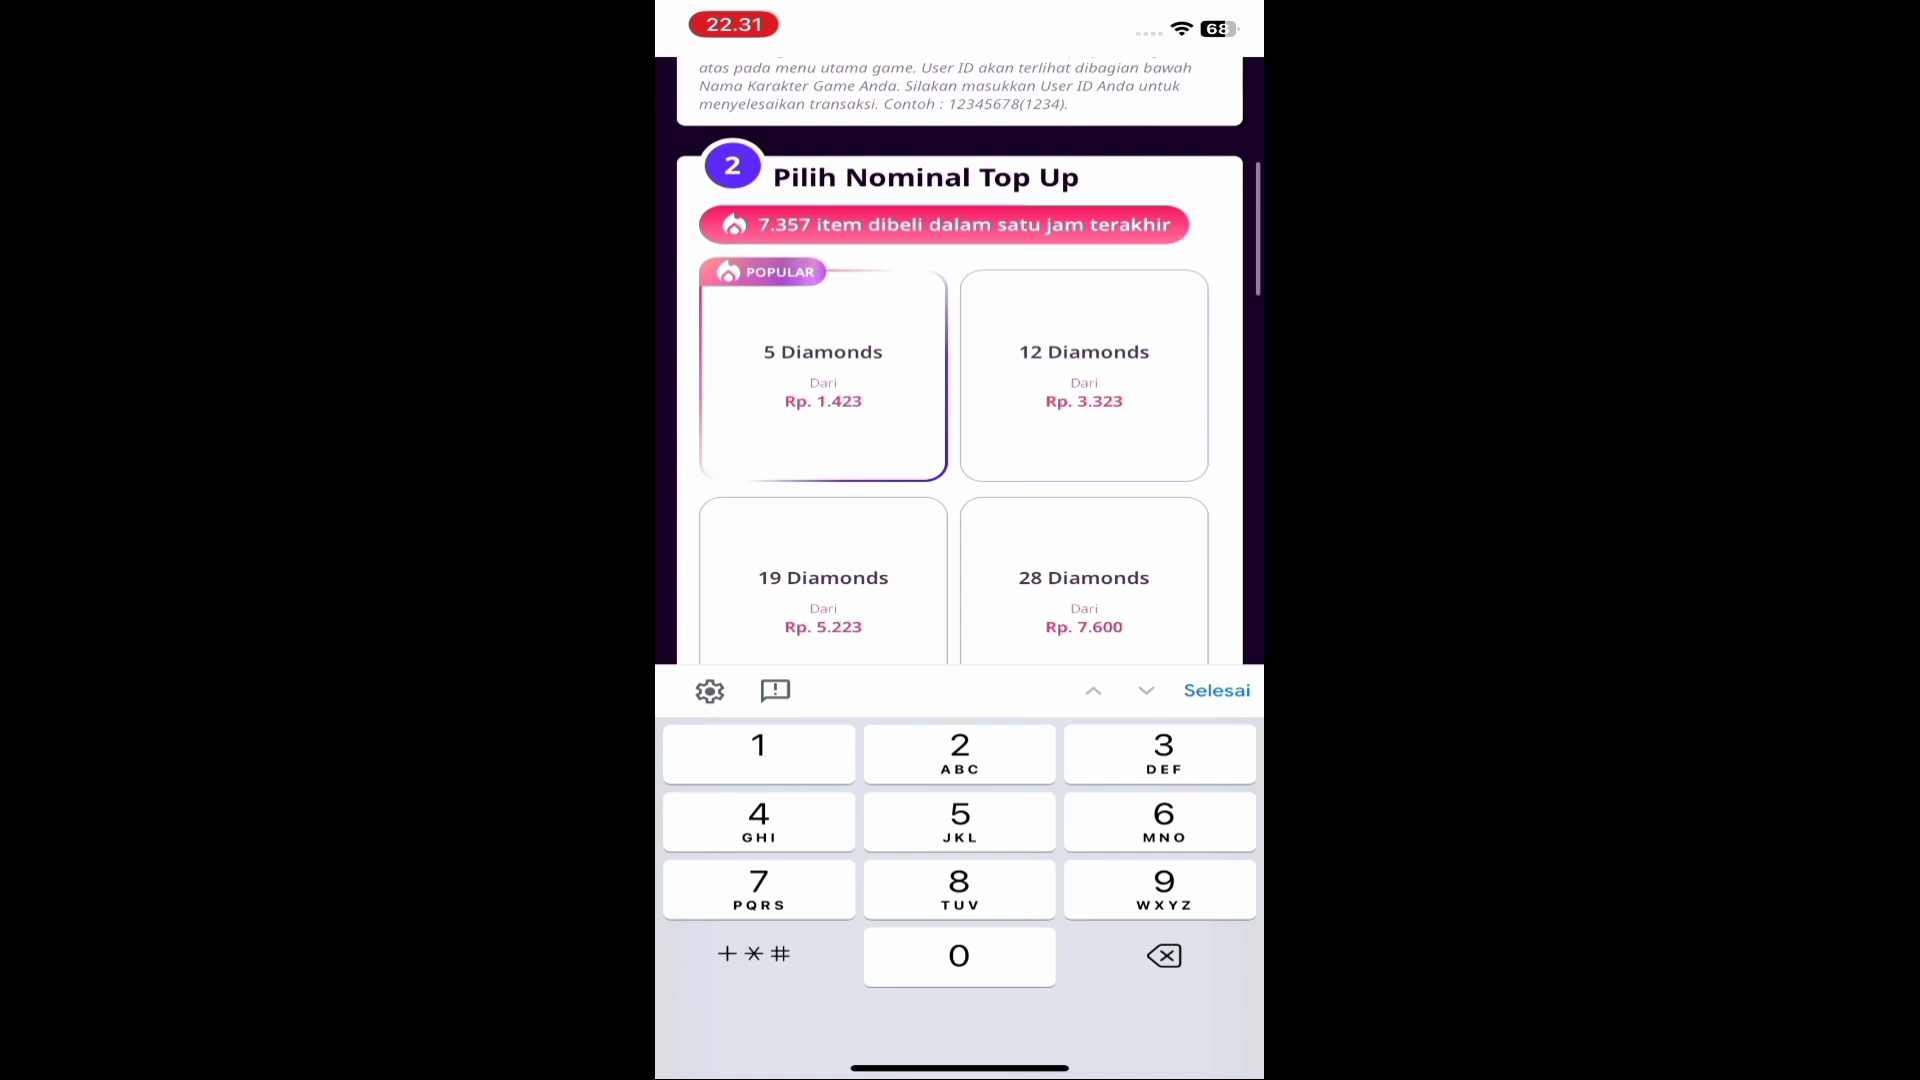 22.31
68
atas pada menu utama game. User ID akan terlihat dibagian bawah
Nama Karakter Game Anda. Silakan masukkan User ID Anda untuk
menyelesaikan transaksi. Contoh : 12345678(1234).
2
Pilih Nominal Top Up
7.357 item dibeli dalam satu jam terakhir
POPULAR
5 Diamonds
Dari
Rp. 1.423
12 Diamonds
Dari
Rp. 3.323
19 Diamonds
Dari
Rp. 5.223
28 Diamonds
Dari
Rp. 7.600
Selesai
1
2
ABC
3
DEF
4
GHI
5
JKL
6
MNO
7
PQRS
8
TUV
9
WXYZ
+*#
0